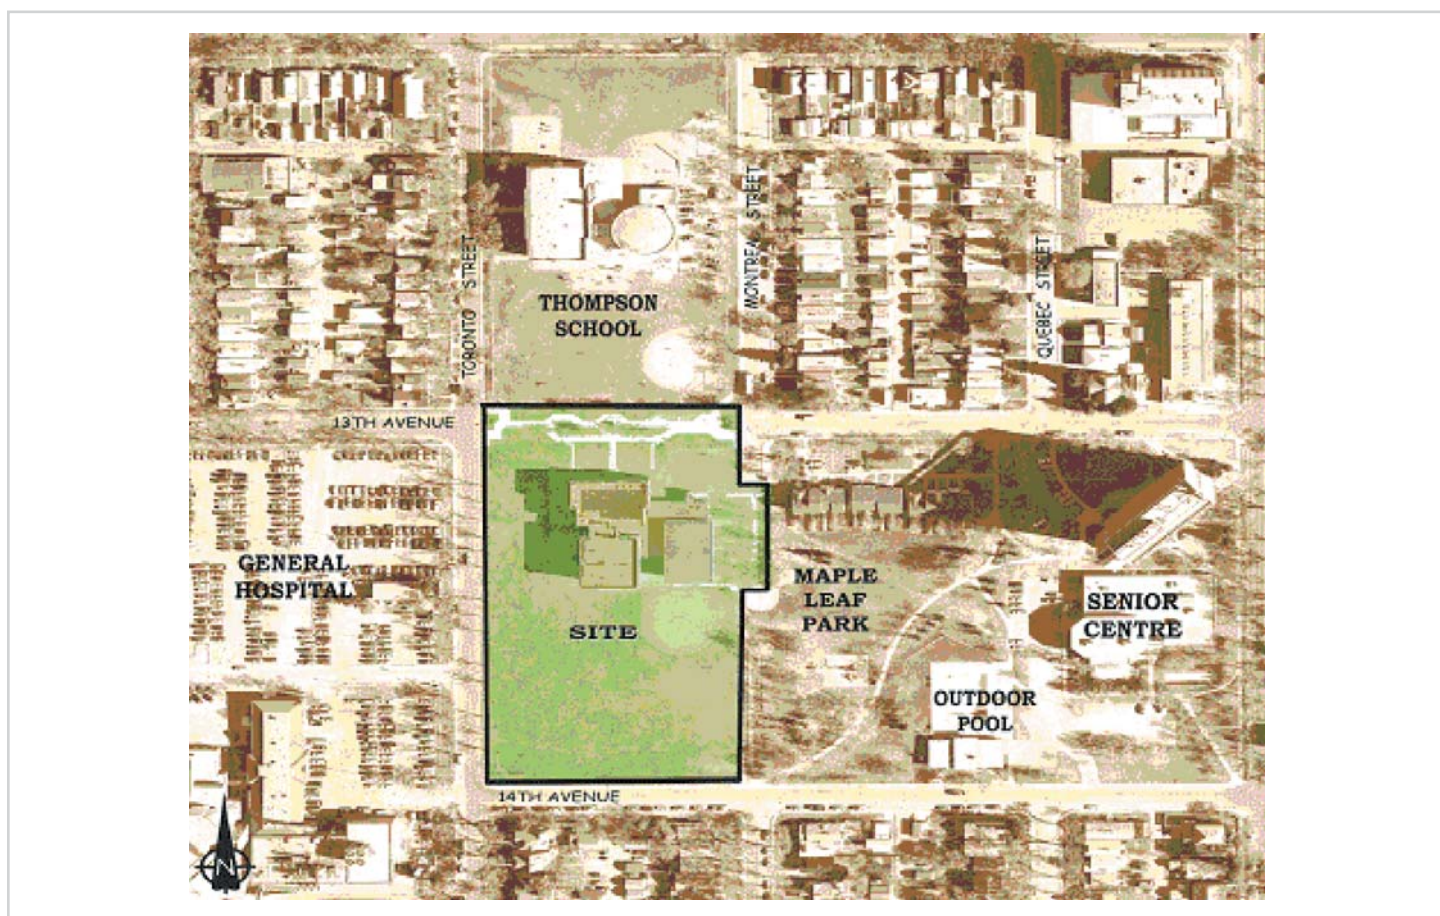 THOMPSON
SCHOOL
TORONTO STREET
MONTREAL STREET
QUEBEC STREET
13TH AVENUE
GENERAL
HOSPITAL
SITE
MAPLE
LEAF
PARK
SENIOR
CENTRE
OUTDOOR
POOL
14TH AVENUE
N